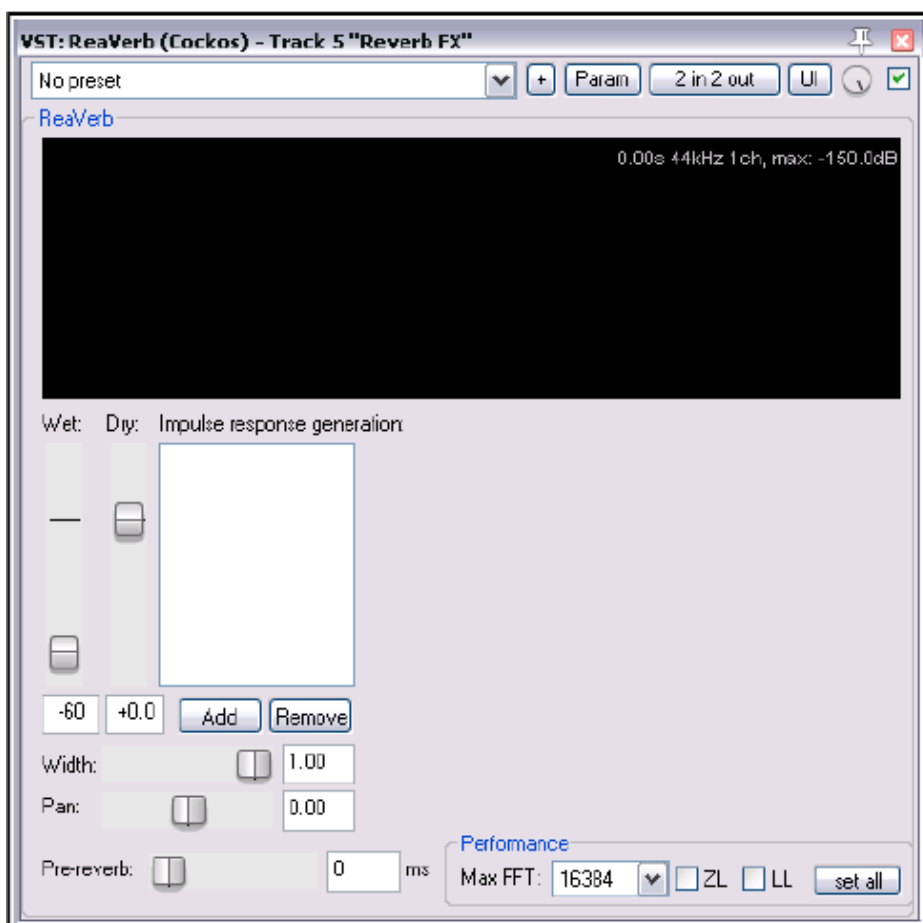 VST: ReaVerb (Cockos) - Track 5 "Reverb FX"
No preset + Param 2 in 2 out UI
ReaVerb
0.00s 44kHz 1ch, max: -150.0dB
Wet: Dry: Impulse response generation:
-60 +0.0 Add Remove
Width: 1.00
Pan: 0.00
Pre-reverb: 0 ms
Performance
Max FFT: 16384 ZL LL set all